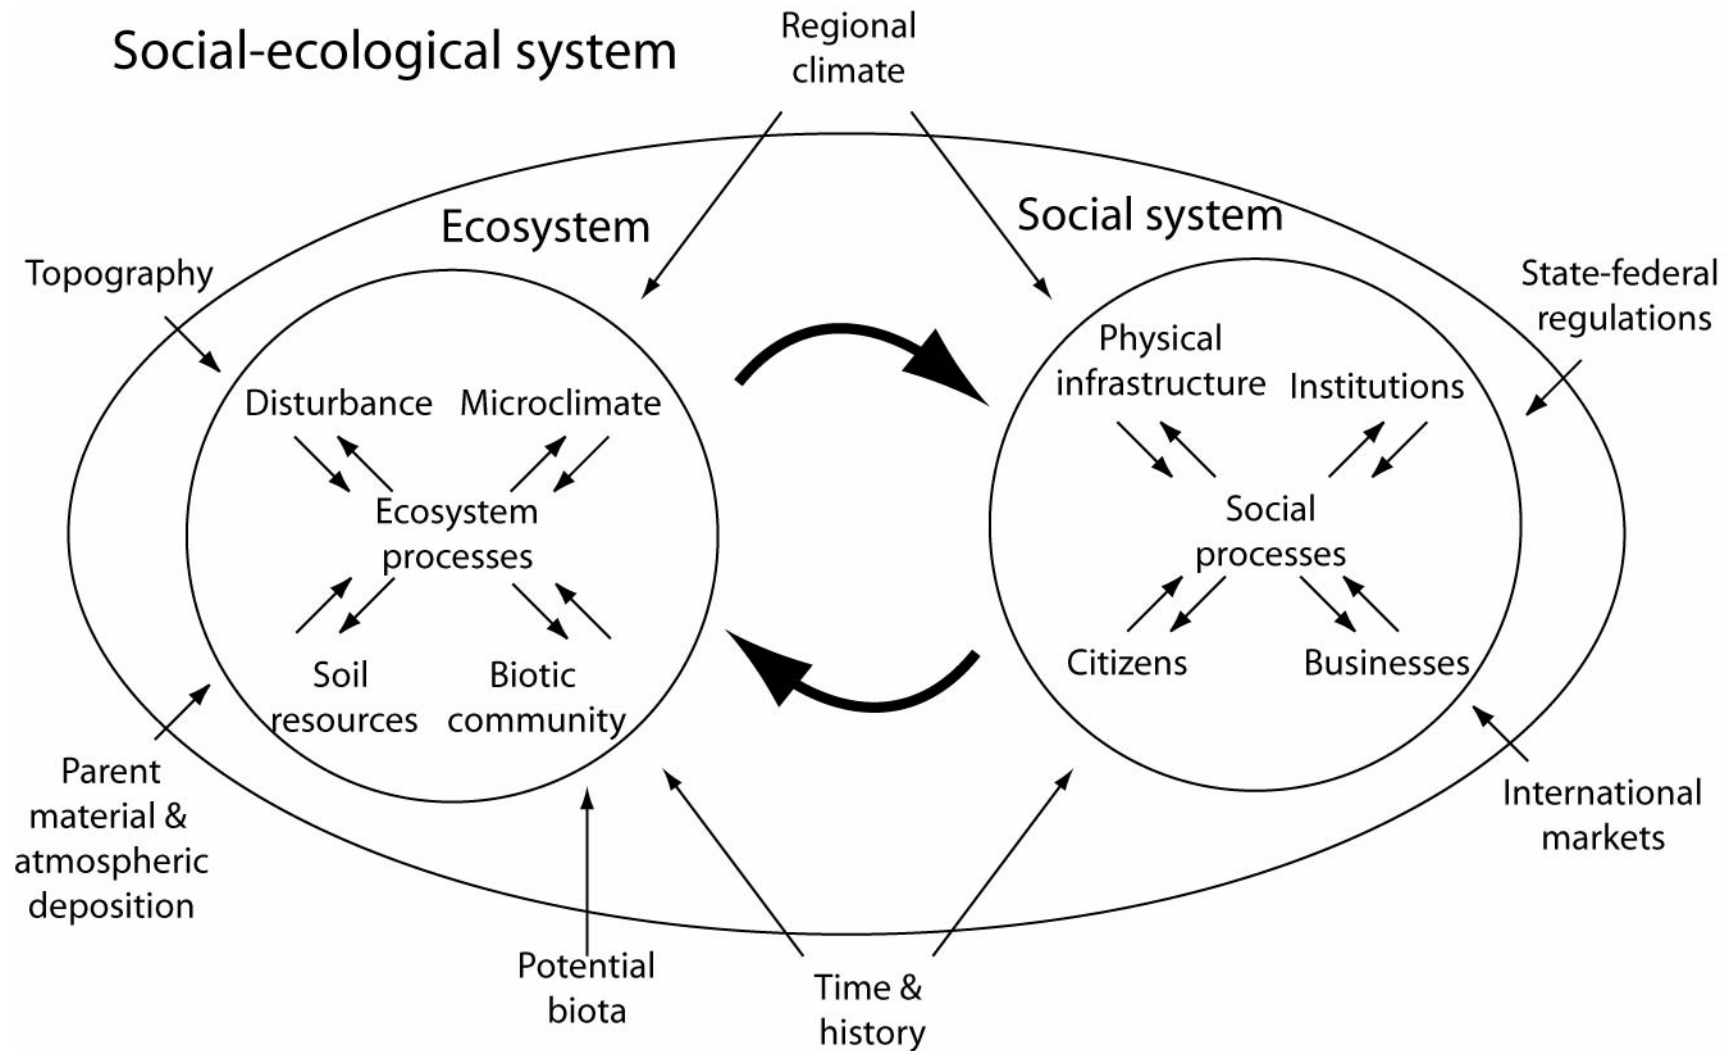 Social-ecological system
Regional
climate
Ecosystem
Social system
Topography
State-federal
regulations
Disturbance
Microclimate
Ecosystem
processes
Soil
resources
Biotic
community
Physical
infrastructure
Institutions
Social
processes
Citizens
Businesses
Parent
material &
atmospheric
deposition
International
markets
Potential
biota
Time &
history